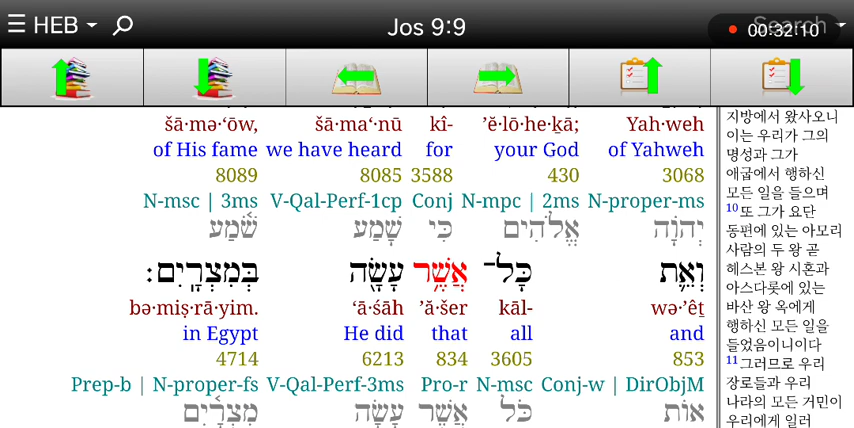 HEB
Jos 9:9
Search
00:32:10
šā·mə·‘ōw, šā·ma‘·nū kî- ’ĕ·lō·he·ḵā; Yah·weh
of His fame we have heard for your God of Yahweh
8089 8085 3588 430 3068
N-msc | 3ms V-Qal-Perf-1cp Conj N-mpc | 2ms N-proper-ms
יְהוָֹה אֱלֹהִים כִּי שָׁמַע שֹׁמַע
וְאֵ֛ת כָּל־ אֲשֶׁ֥ר עָשָׂ֖ה בְּמִצְרָֽיִם׃
bə·miṣ·rā·yim. ‘ā·śāh ’ă·šer kāl- wə·’êṯ
in Egypt He did that all and
4714 6213 834 3605 853
Prep-b | N-proper-fs V-Qal-Perf-3ms Pro-r N-msc Conj-w | DirObjM
אוֹת כֹּל אֲשֶׁר עָשָׂה מִצְרַיִם
지방에서 왔사오니
이는 우리가 그의
명성과 그가
애굽에서 행하신
모든 일을 들으며
10 또 그가 요단
동편에 있는 아모리
사람의 두 왕 곧
헤스본 왕 시혼과
아스다롯에 있는
바산 왕 옥에게
행하신 모든 일을
들었음이니이다
11 그러므로 우리
장로들과 우리
나라의 모든 거민이
우리에게 일러